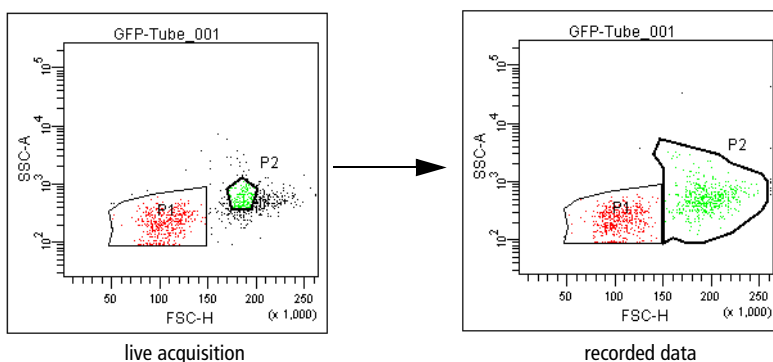 GFP-Tube_001
SSC-A
10^5
10^4
10^3
10^2
P1
P2
50 100 150 200 250
FSC-H (x 1,000)
live acquisition
GFP-Tube_001
SSC-A
10^5
10^4
10^3
10^2
P1
P2
50 100 150 200 250
FSC-H (x 1,000)
recorded data